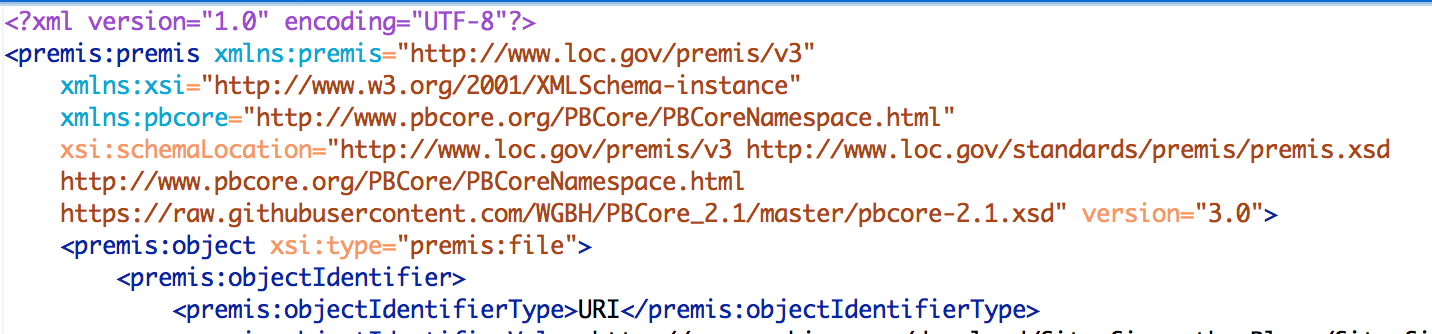 <?xml version="1.0" encoding="UTF-8"?>
<premis:premis xmlns:premis="http://www.loc.gov/premis/v3"
xmlns:xsi="http://www.w3.org/2001/XMLSchema-instance"
xmlns:pbcore="http://www.pbcore.org/PBCore/PBCoreNamespace.html"
xsi:schemaLocation="http://www.loc.gov/premis/v3 http://www.loc.gov/standards/premis/premis.xsd
http://www.pbcore.org/PBCore/PBCoreNamespace.html
https://raw.githubusercontent.com/WGBH/PBCore_2.1/master/pbcore-2.1.xsd" version="3.0">
<premis:object xsi:type="premis:file">
<premis:objectIdentifier>
<premis:objectIdentifierType>URI</premis:objectIdentifierType>